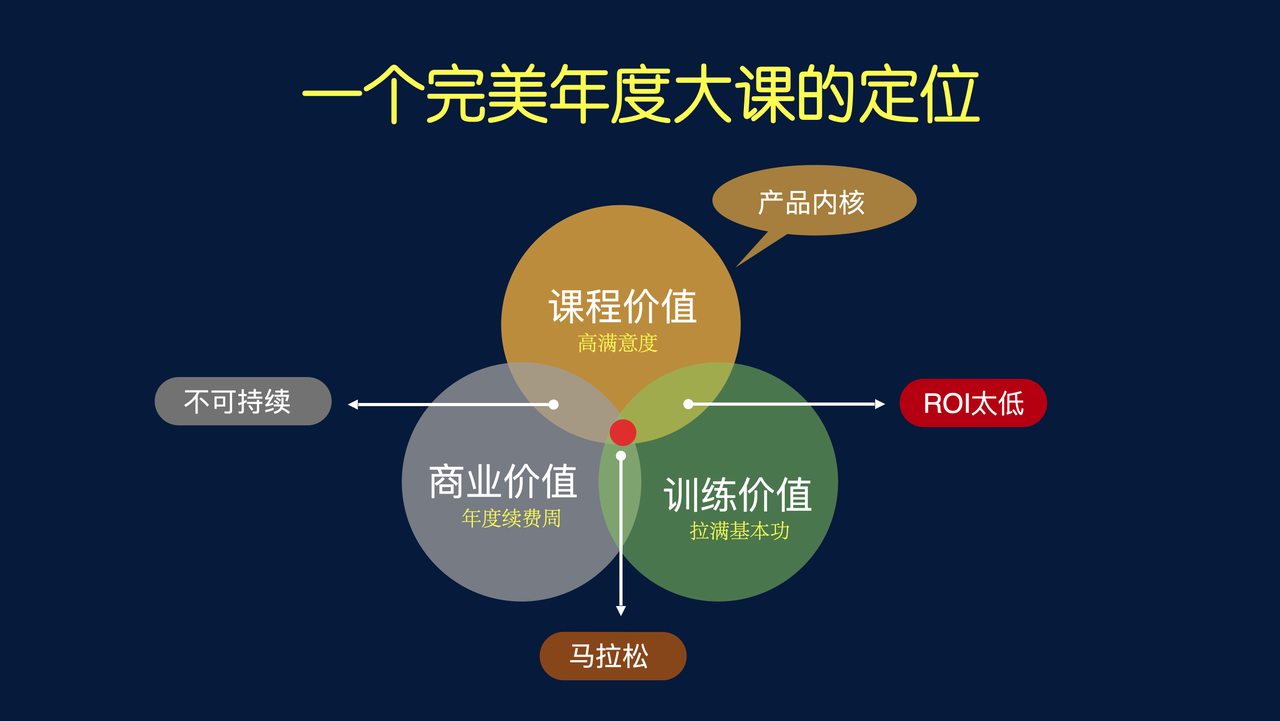 一个完美年度大课的定位
产品内核
课程价值
高满意度
不可持续
ROI太低
商业价值
年度续费周
训练价值
拉满基本功
马拉松